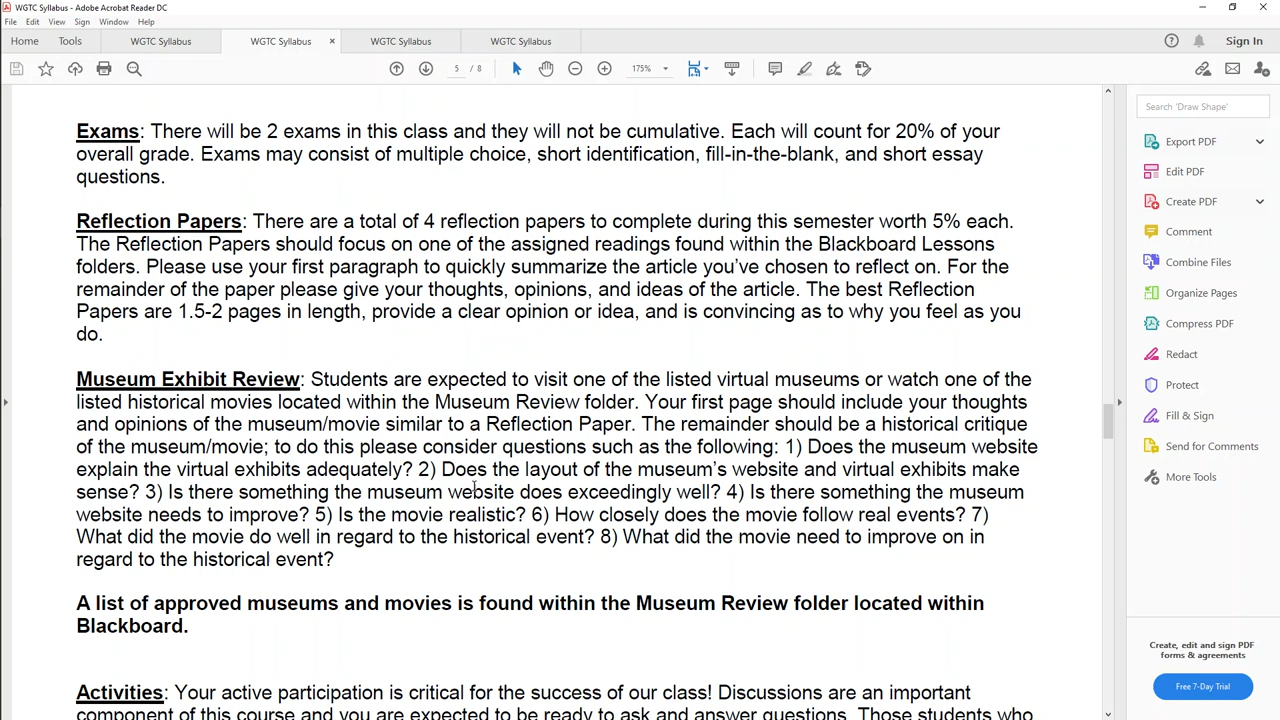 WGTC Syllabus - Adobe Acrobat Reader DC
File Edit View Sign Window Help
Home Tools WGTC Syllabus WGTC Syllabus WGTC Syllabus WGTC Syllabus Sign In
5 / 8 175%
Exams: There will be 2 exams in this class and they will not be cumulative. Each will count for 20% of your
overall grade. Exams may consist of multiple choice, short identification, fill-in-the-blank, and short essay
questions.
Reflection Papers: There are a total of 4 reflection papers to complete during this semester worth 5% each.
The Reflection Papers should focus on one of the assigned readings found within the Blackboard Lessons
folders. Please use your first paragraph to quickly summarize the article you've chosen to reflect on. For the
remainder of the paper please give your thoughts, opinions, and ideas of the article. The best Reflection
Papers are 1.5-2 pages in length, provide a clear opinion or idea, and is convincing as to why you feel as you
do.
Museum Exhibit Review: Students are expected to visit one of the listed virtual museums or watch one of the
listed historical movies located within the Museum Review folder. Your first page should include your thoughts
and opinions of the museum/movie similar to a Reflection Paper. The remainder should be a historical critique
of the museum/movie; to do this please consider questions such as the following: 1) Does the museum website
explain the virtual exhibits adequately? 2) Does the layout of the museum's website and virtual exhibits make
sense? 3) Is there something the museum website does exceedingly well? 4) Is there something the museum
website needs to improve? 5) Is the movie realistic? 6) How closely does the movie follow real events? 7)
What did the movie do well in regard to the historical event? 8) What did the movie need to improve on in
regard to the historical event?
A list of approved museums and movies is found within the Museum Review folder located within
Blackboard.
Activities: Your active participation is critical for the success of our class! Discussions are an important
component of this course and you are expected to be ready to ask and answer questions. Those students who
Search 'Draw Shape'
Export PDF
Edit PDF
Create PDF
Comment
Combine Files
Organize Pages
Compress PDF
Redact
Protect
Fill & Sign
Send for Comments
More Tools
Create, edit and sign PDF
forms & agreements
Free 7-Day Trial